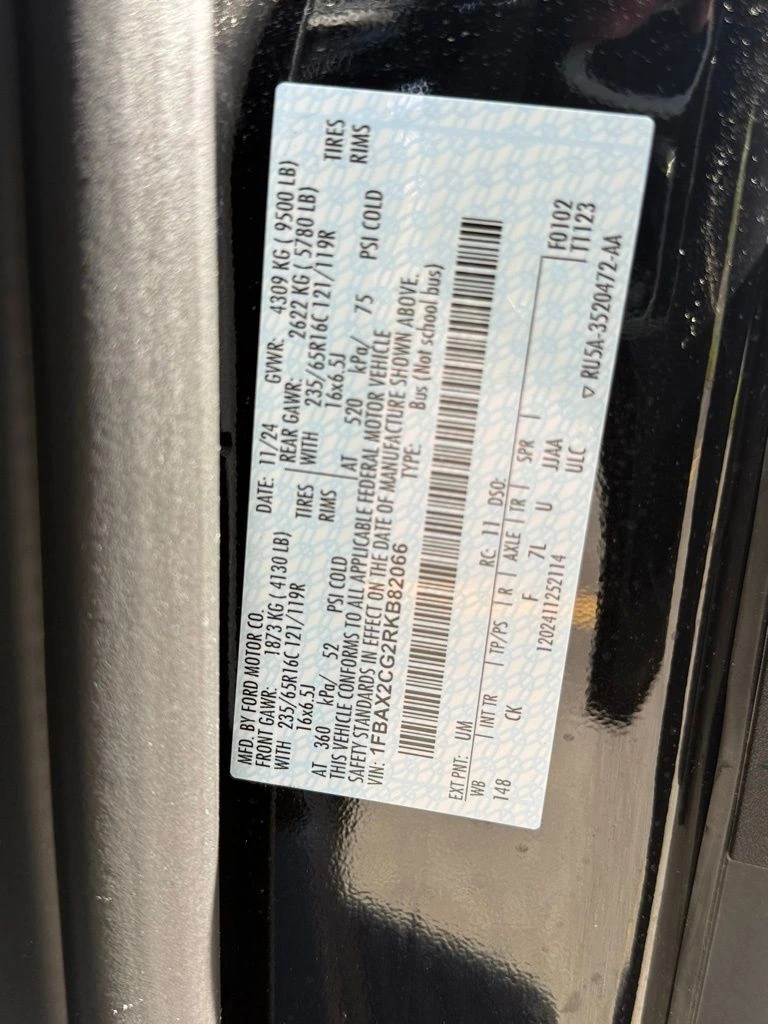 MFD. BY FORD MOTOR CO.
DATE: 11/24 GVWR: 4309 KG ( 9500 LB)
FRONT GAWR: 1873 KG ( 4130 LB) REAR GAWR: 2622 KG ( 5780 LB)
WITH 235/65R16C 121/119R TIRES WITH 235/65R16C 121/119R TIRES
16x6.5J RIMS 16x6.5J RIMS
AT 360 kPa/ 52 PSI COLD AT 520 kPa/ 75 PSI COLD
THIS VEHICLE CONFORMS TO ALL APPLICABLE FEDERAL MOTOR VEHICLE
SAFETY STANDARDS IN EFFECT ON THE DATE OF MANUFACTURE SHOWN ABOVE.
VIN: 1FBAX2CG2RKB82066 TYPE: Bus (Not school bus)
EXT PNT: UM RC: 11 DSO:
WB INT TR TP/PS R AXLE TR SPR F0102
148 CK F 7L U JJAA TT123
1202411252114 ULC
▽ RU5A-3520472-AA